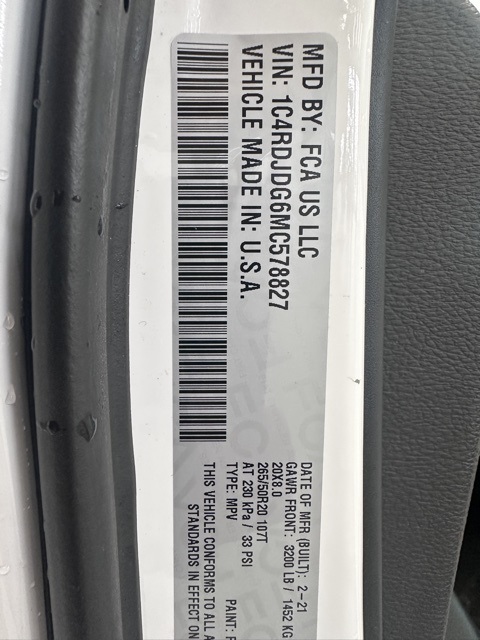 MFD BY: FCA US LLC
VIN: 1C4RDJDG6MC578827
VEHICLE MADE IN: U.S.A.
DATE OF MFR (BUILT): 2-21
GAWR FRONT: 3200 LB / 1452 KG
20X8.0
265/50R20 107T
AT 230 kPa / 33 PSI
TYPE: MPV PAINT:
THIS VEHICLE CONFORMS TO ALL
STANDARDS IN EFFECT ON